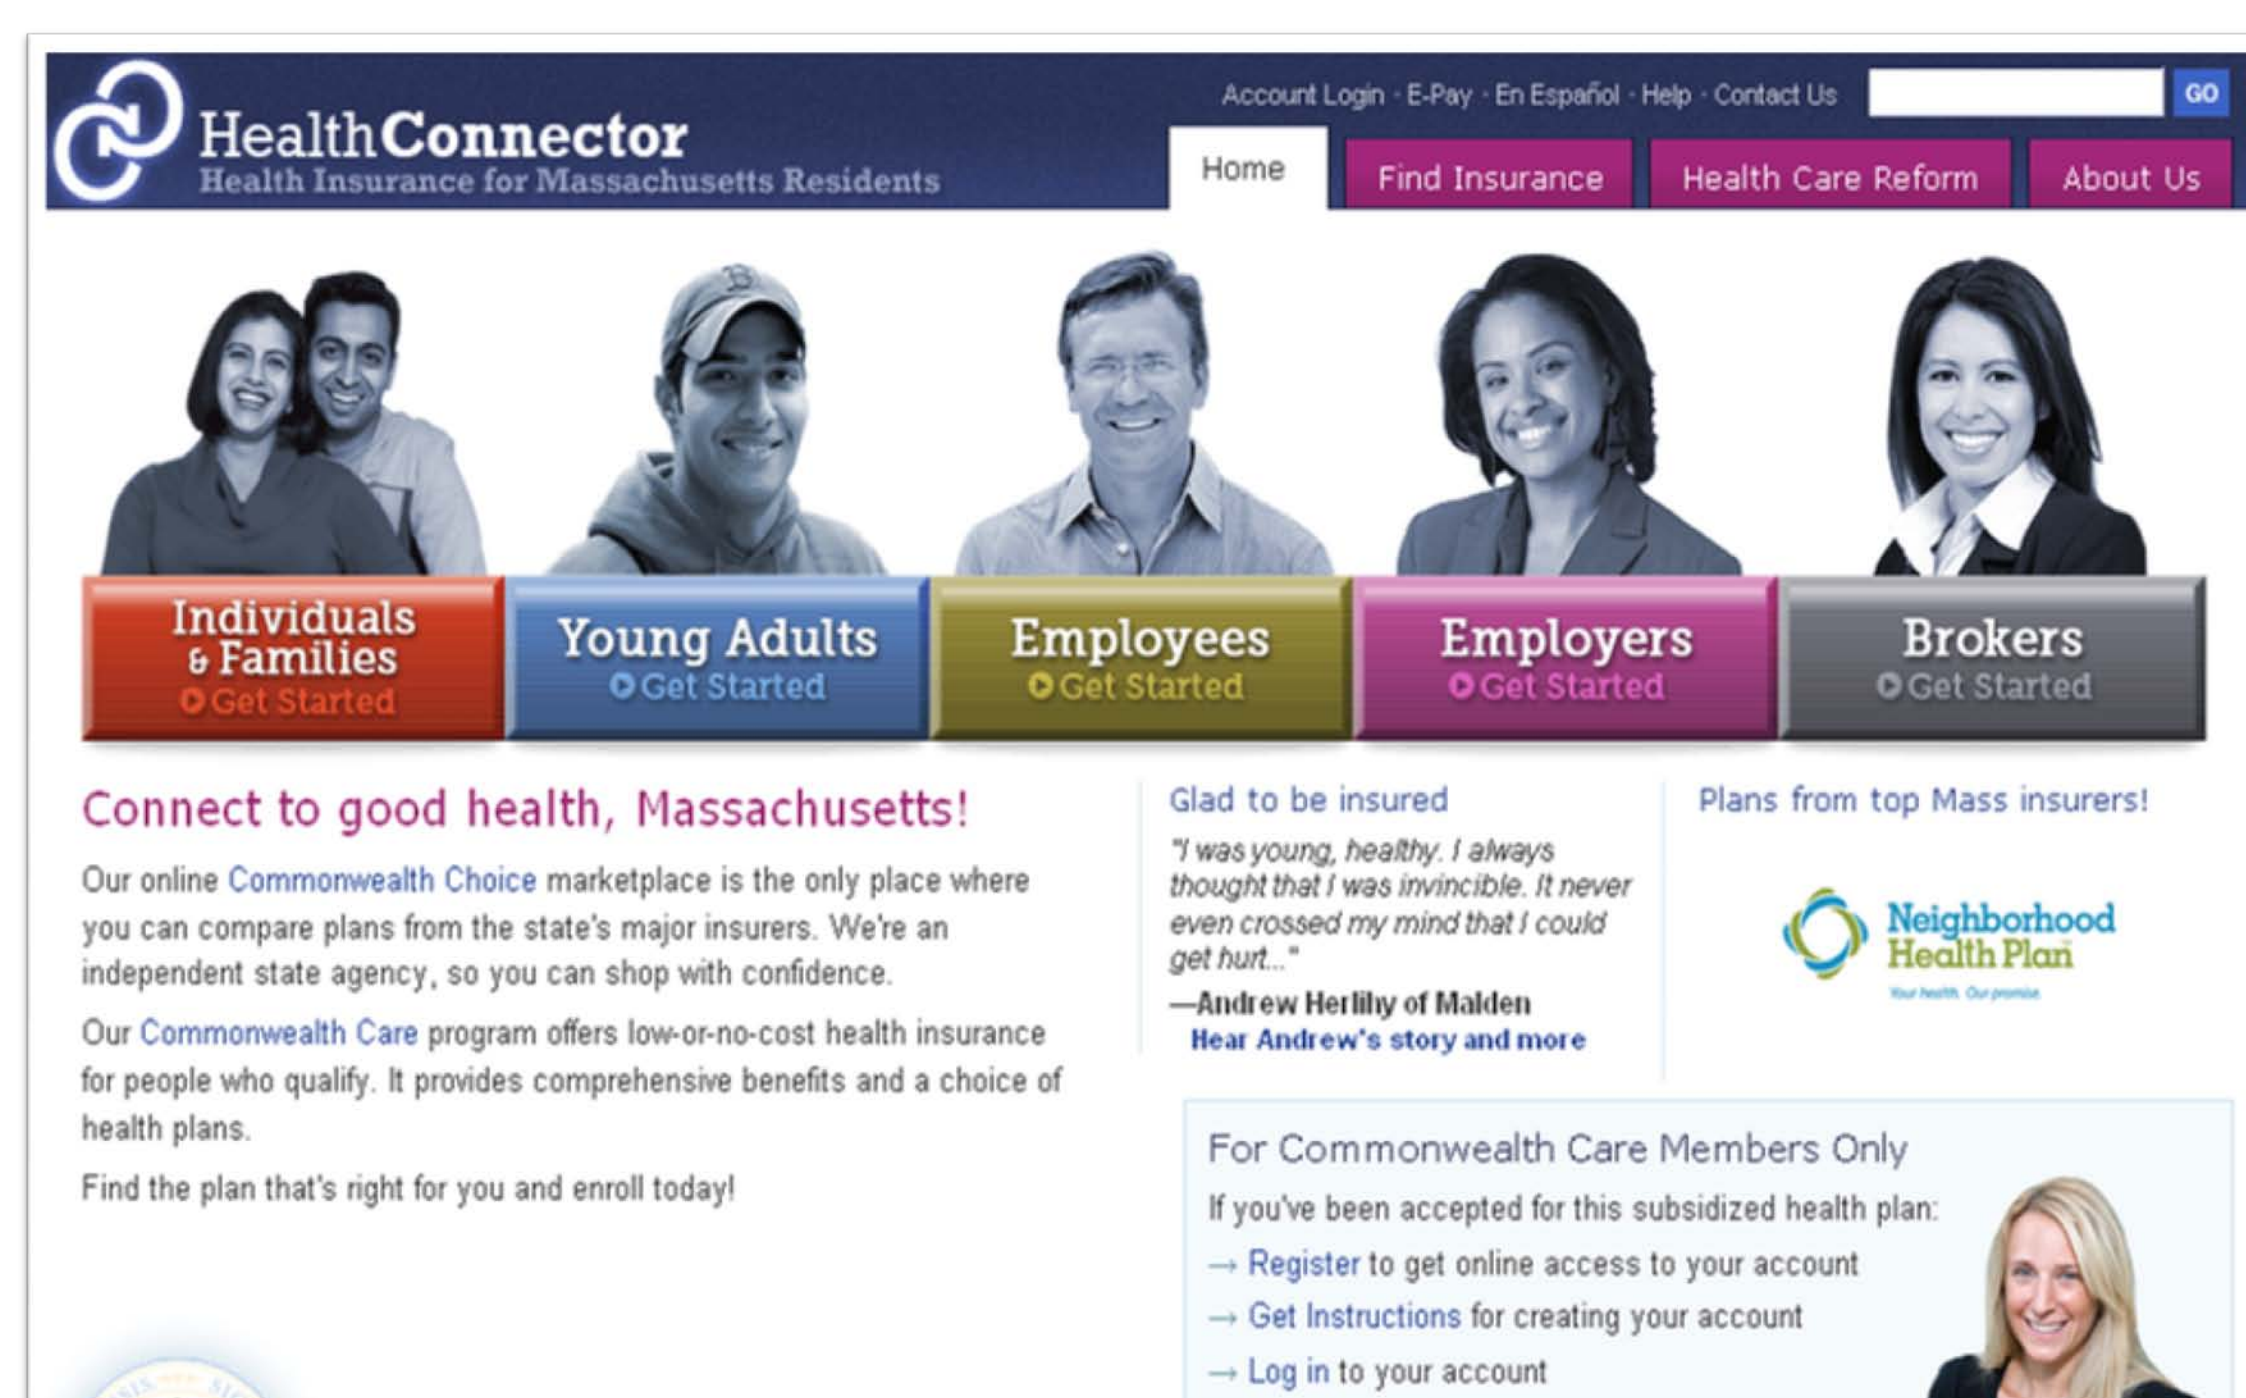 Account Login · E-Pay · En Español · Help · Contact Us
GO
HealthConnector
Health Insurance for Massachusetts Residents
Home
Find Insurance
Health Care Reform
About Us
B
Individuals
& Families
Get Started
Young Adults
Get Started
Employees
Get Started
Employers
Get Started
Brokers
Get Started
Connect to good health, Massachusetts!
Our online Commonwealth Choice marketplace is the only place where
you can compare plans from the state's major insurers. We're an
independent state agency, so you can shop with confidence.
Our Commonwealth Care program offers low-or-no-cost health insurance
for people who qualify. It provides comprehensive benefits and a choice of
health plans.
Find the plan that's right for you and enroll today!
Glad to be insured
"I was young, healthy. I always
thought that I was invincible. It never
even crossed my mind that I could
get hurt..."
—Andrew Herlihy of Malden
Hear Andrew's story and more
Plans from top Mass insurers!
Neighborhood
Health Plan
Your health. Our promise.
For Commonwealth Care Members Only
If you've been accepted for this subsidized health plan:
→ Register to get online access to your account
→ Get Instructions for creating your account
→ Log in to your account